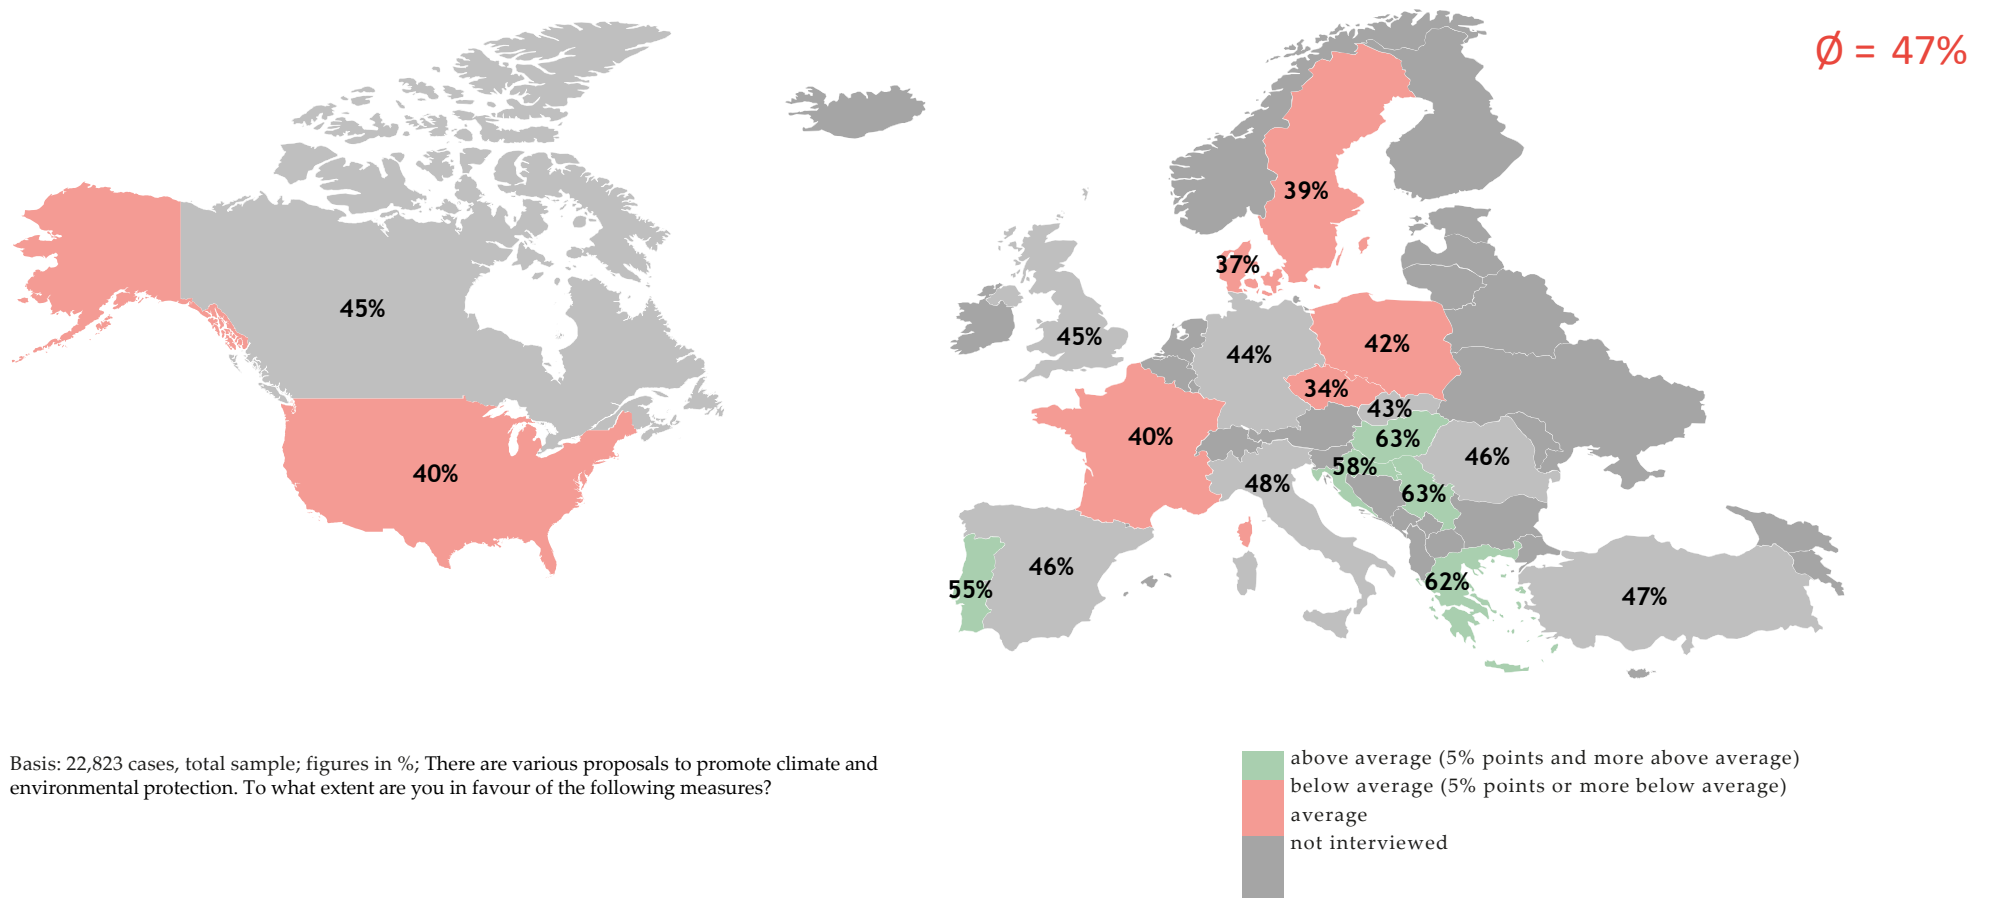 Ø = 47%
39%
37%
45%
45%
44%
42%
34%
43%
40%
63%
58%
46%
40%
48%
63%
46%
55%
62%
47%
Basis: 22,823 cases, total sample; figures in %; There are various proposals to promote climate and
environmental protection. To what extent are you in favour of the following measures?
above average (5% points and more above average)
below average (5% points or more below average)
average
not interviewed